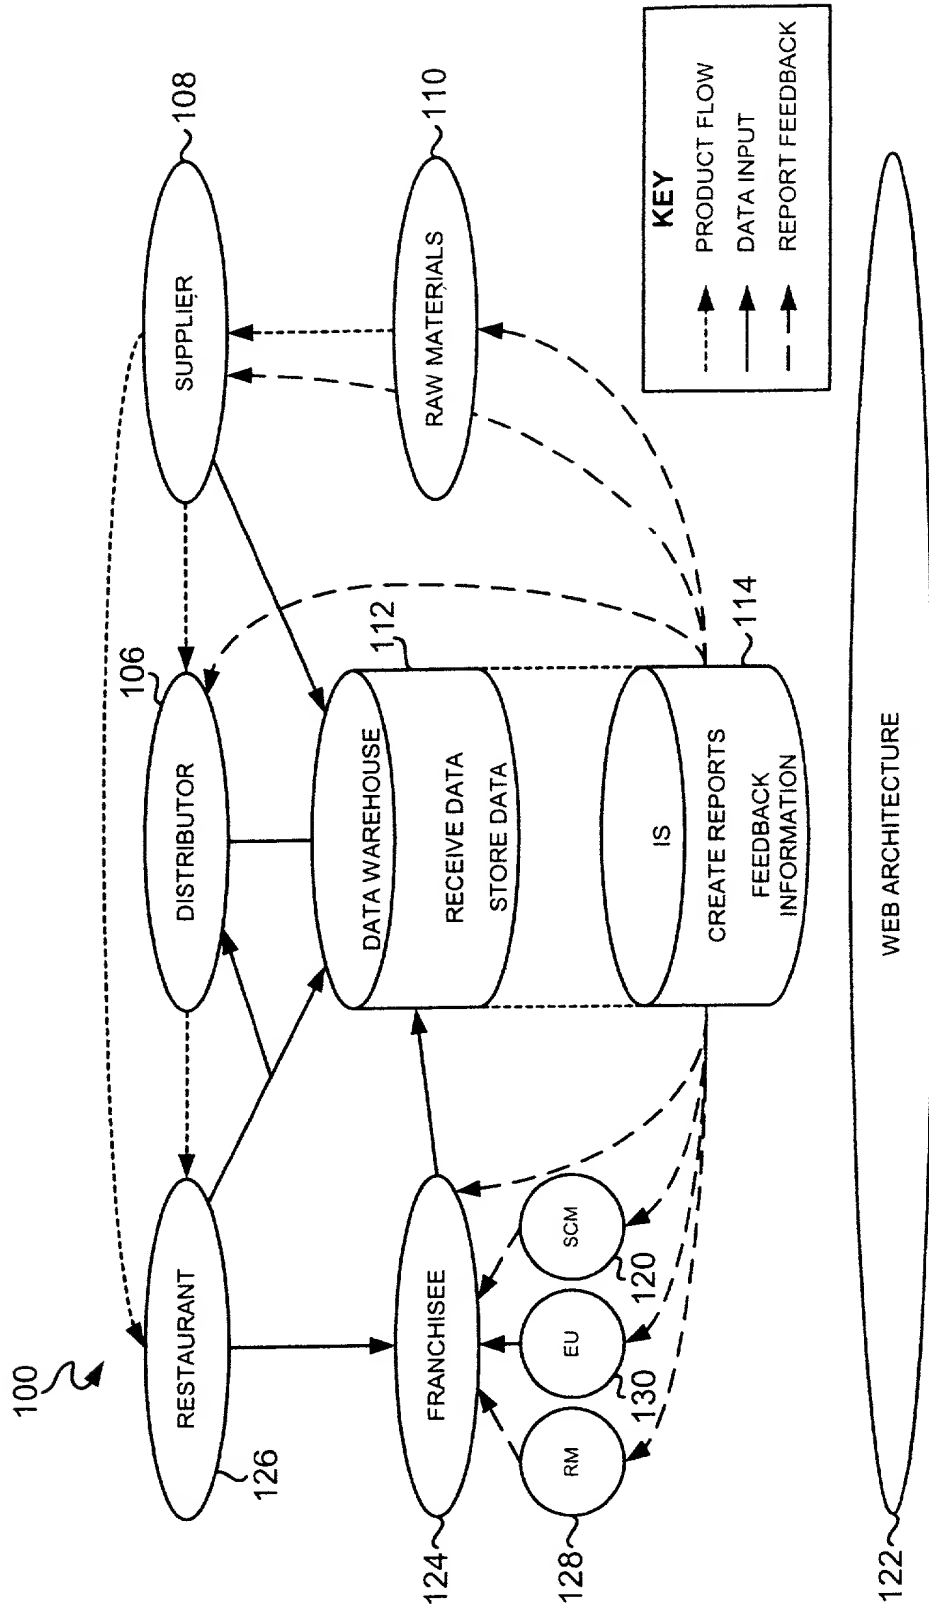 100
RESTAURANT
126
DISTRIBUTOR
106
SUPPLIER
108
FRANCHISEE
124
DATA WAREHOUSE
RECEIVE DATA
STORE DATA
112
RAW MATERIALS
110
RM
128
EU
130
SCM
120
IS
CREATE REPORTS
FEEDBACK
INFORMATION
114
KEY
PRODUCT FLOW
DATA INPUT
REPORT FEEDBACK
WEB ARCHITECTURE
122